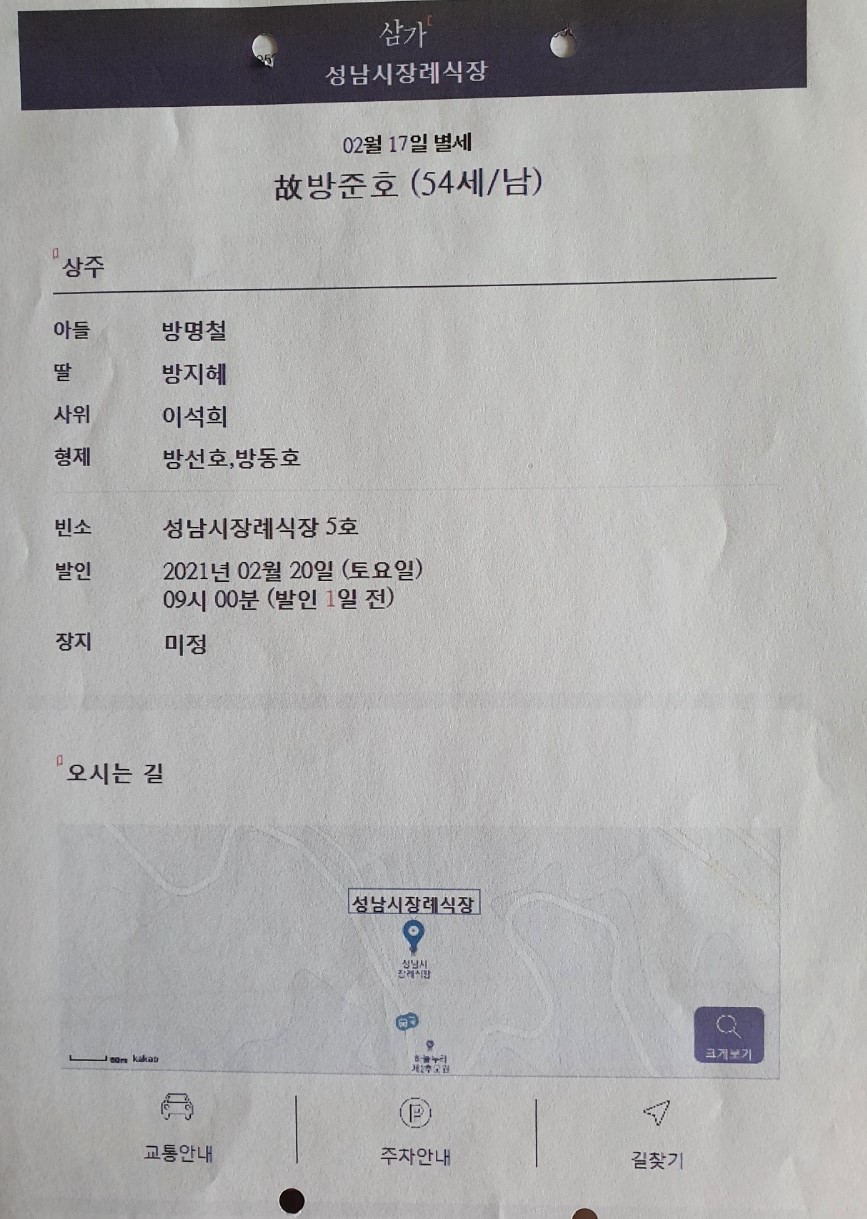 삼가
성남시장례식장
02월 17일 별세
故방준호 (54세/남)
상주
아들 방명철
딸 방지혜
사위 이석희
형제 방선호,방동호
빈소 성남시장례식장 5호
발인 2021년 02월 20일 (토요일)
09시 00분 (발인 1일 전)
장지 미정
오시는 길
성남시장례식장
성남시
장례식장
하늘누리
제2추모원
50m kakao
크게보기
교통안내 주차안내 길찾기